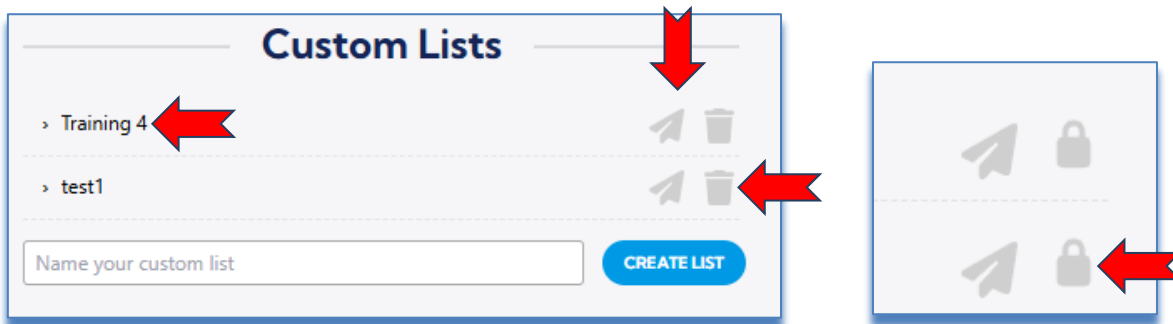 Custom Lists
› Training 4
› test1
Name your custom list
CREATE LIST